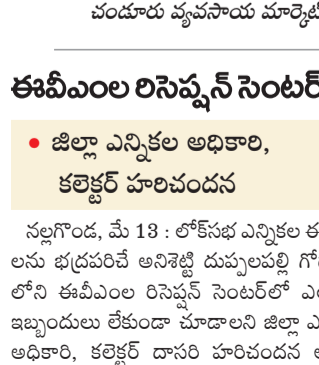 చండూరు వ్యవసాయ మార్కెట్
ఈవీఎంల రిసెప్షన్ సెంటర్
• జిల్లా ఎన్నికల అధికారి,
కలెక్టర్ హరిచందన
నల్లగొండ, మే 13 : లోక్‌సభ ఎన్నికల ఈ
లను భద్రపరిచే అనిశెట్టి దుప్పలపల్లి గో
లోని ఈవీఎంల రిసెప్షన్ సెంటర్‌లో ఎ
ఇబ్బందులు లేకుండా చూడాలని జిల్లా ఎ
అధికారి, కలెక్టర్ దాసరి హరిచందన అ